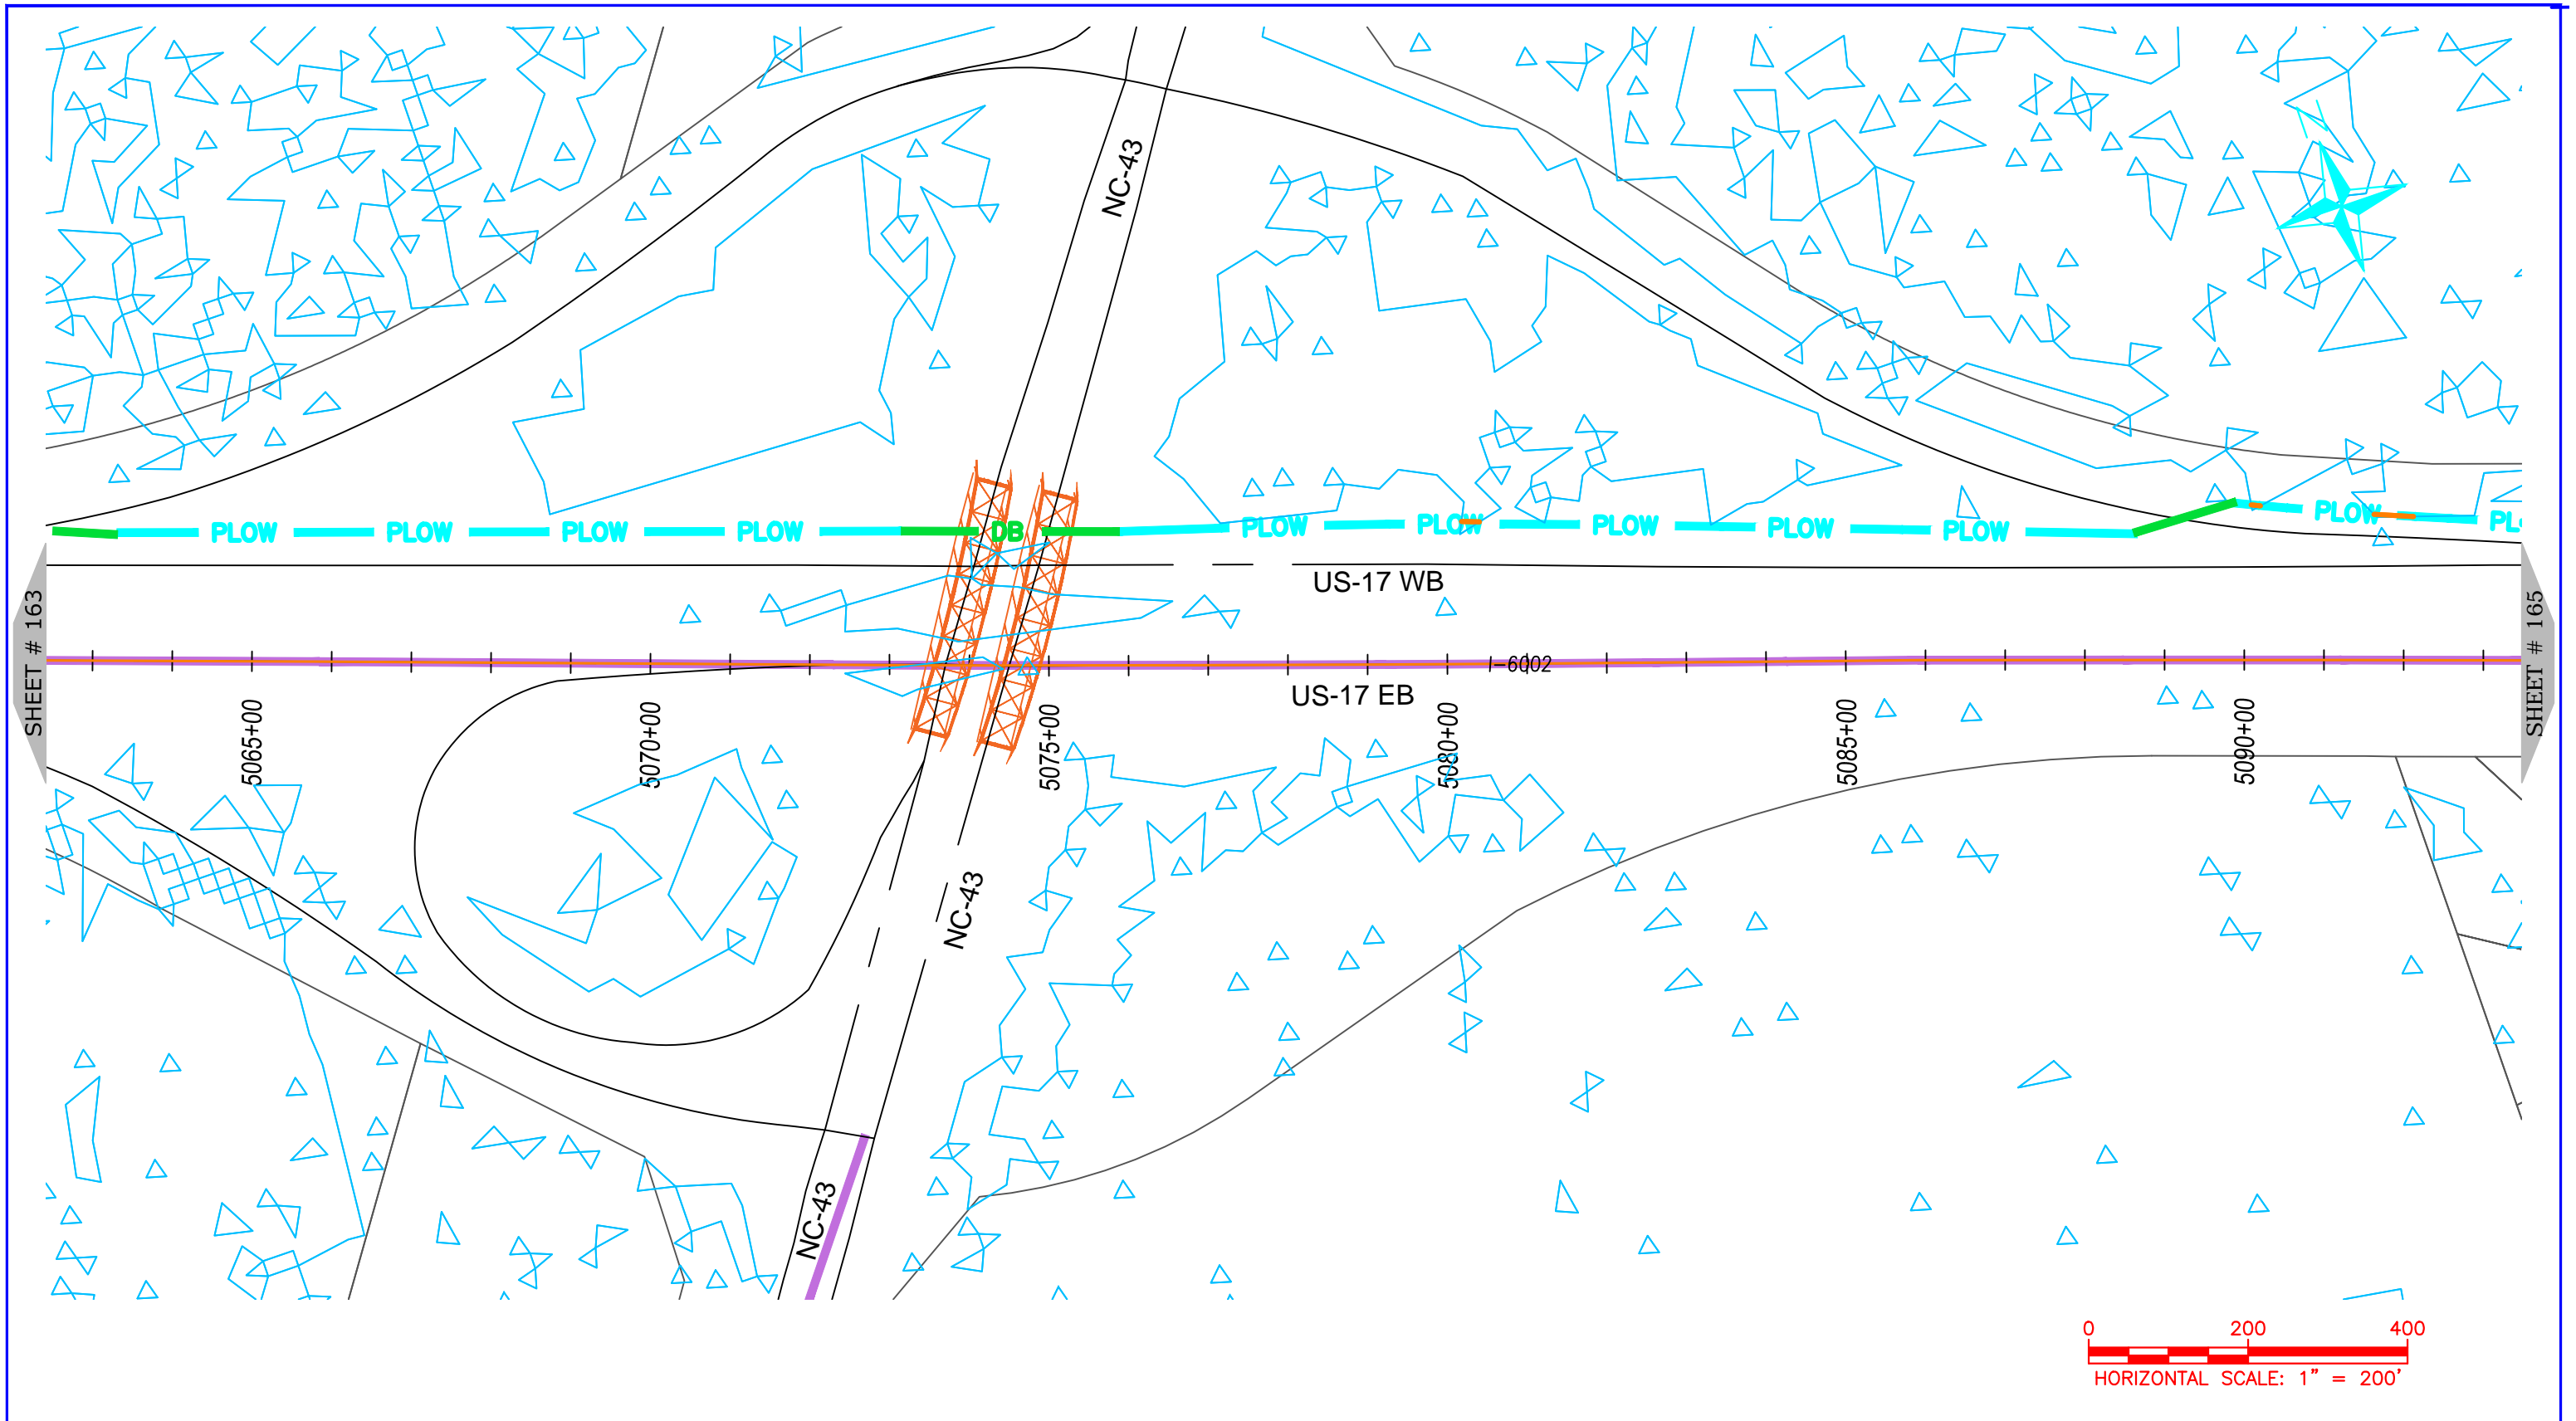 N
NC-43
PLOW PLOW PLOW PLOW DB PLOW PLOW PLOW PLOW PLOW PLOW PL
US-17 WB
SHEET # 163
SHEET # 165
I-6002
US-17 EB
5065+00
5070+00
5075+00
5080+00
5085+00
5090+00
NC-43
NC-43
0 200 400
HORIZONTAL SCALE: 1" = 200'